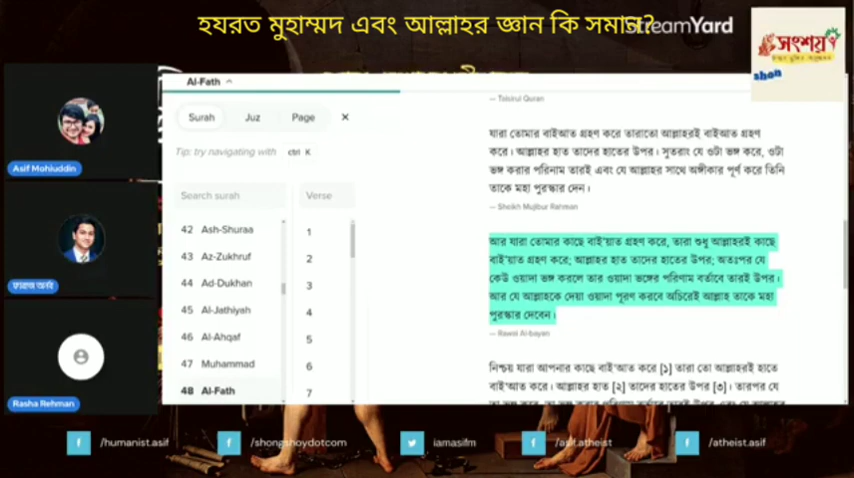 হযরত মুহাম্মদ এবং আল্লাহর জ্ঞান কি সমান?
StreamYard
সংশয়
shon
Asif Mohiuddin
Rasha Rehman
Al-Fath
Surah Juz Page ×
Tip: try navigating with ctrl K
Search surah Verse
42 Ash-Shuraa 1
43 Az-Zukhruf 2
44 Ad-Dukhan 3
45 Al-Jathiyah 4
46 Al-Ahqaf 5
47 Muhammad 6
48 Al-Fath 7
— Taisirul Quran
যারা তোমার বাইআত গ্রহণ করে তারাতো আল্লাহরই বাইআত গ্রহণ
করে। আল্লাহর হাত তাদের হাতের উপর। সুতরাং যে ওটা ভঙ্গ করে, ওটা
ভঙ্গ করার পরিনাম তারই এবং যে আল্লাহর সাথে অঙ্গীকার পূর্ণ করে তিনি
তাকে মহা পুরস্কার দেন।
— Sheikh Mujibur Rahman
আর যারা তোমার কাছে বাই'য়াত গ্রহণ করে, তারা শুধু আল্লাহরই কাছে
বাই'য়াত গ্রহণ করে; আল্লাহর হাত তাদের হাতের উপর; অতঃপর যে
কেউ ওয়াদা ভঙ্গ করলে তার ওয়াদা ভঙ্গের পরিণাম বর্তাবে তারই উপর।
আর যে আল্লাহকে দেয়া ওয়াদা পূরণ করবে অচিরেই আল্লাহ তাকে মহা
পুরস্কার দেবেন।
— Rawai Al-bayan
নিশ্চয় যারা আপনার কাছে বাই'আত করে [১] তারা তো আল্লাহরই হাতে
বাই'আত করে। আল্লাহর হাত [২] তাদের হাতের উপর [৩]। তারপর যে
/humanist.asif
/shongshoydotcom
iamasifm
/asif.atheist
/atheist.asif